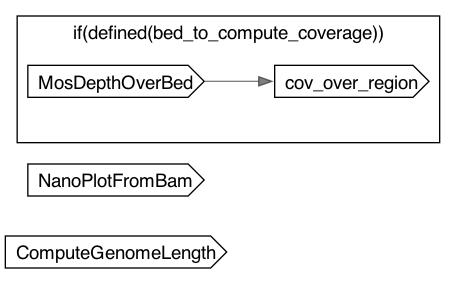 if(defined(bed_to_compute_coverage))
MosDepthOverBed
cov_over_region
NanoPlotFromBam
ComputeGenomeLength